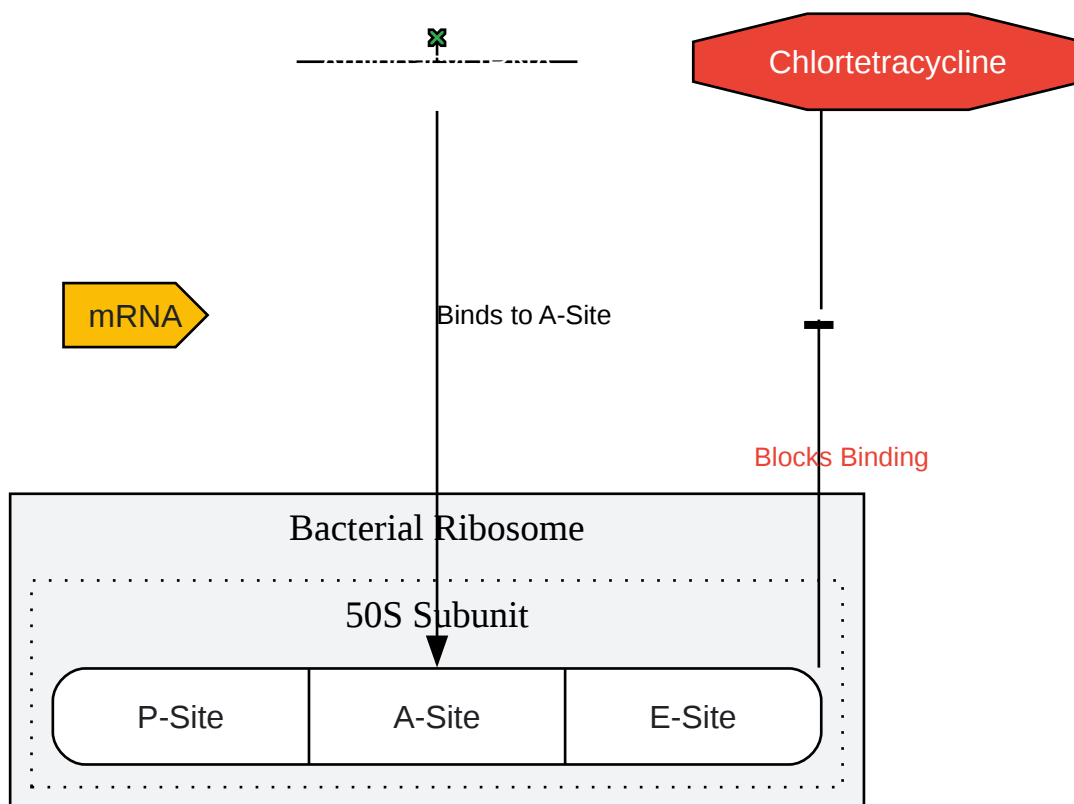 Chlortetracycline
mRNA
Binds to A-Site
Blocks Binding
Bacterial Ribosome
50S Subunit
P-Site
A-Site
E-Site